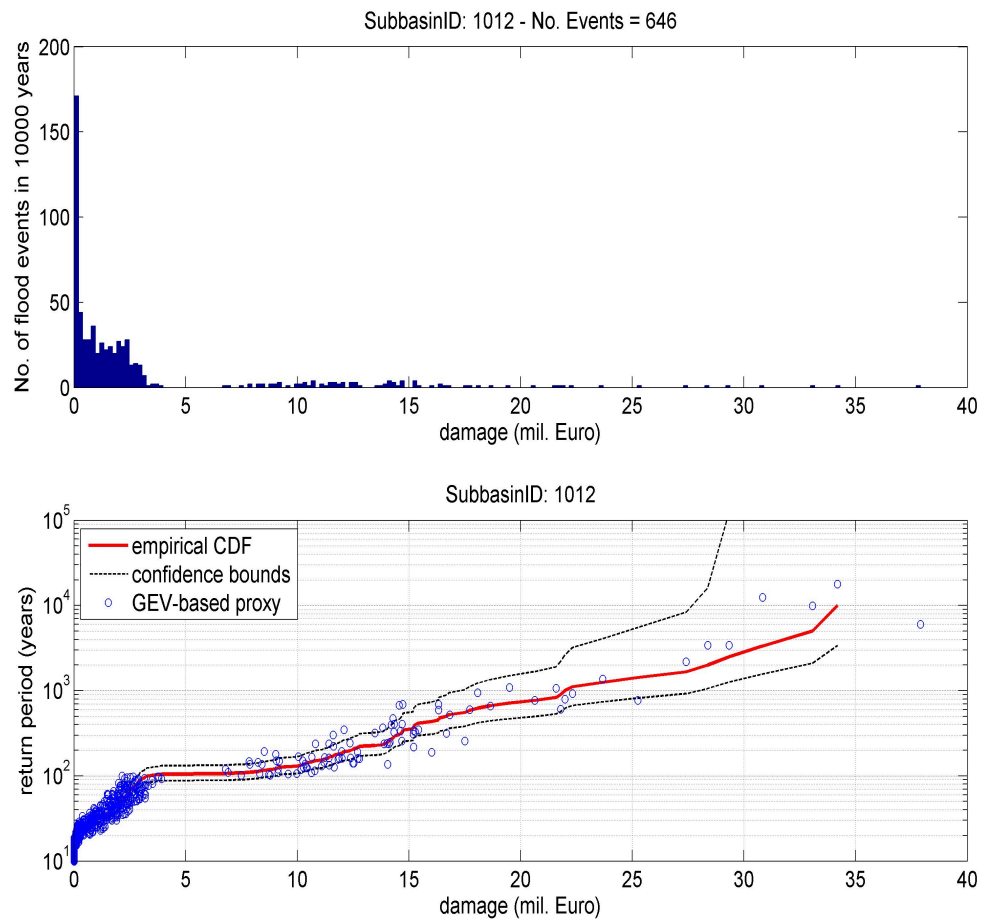 SubbasinID: 1012 - No. Events = 646
No. of flood events in 10000 years
200
150
100
50
0
0 5 10 15 20 25 30 35 40
damage (mil. Euro)
SubbasinID: 1012
return period (years)
10^5
10^4
10^3
10^2
10^1
empirical CDF
confidence bounds
GEV-based proxy
0 5 10 15 20 25 30 35 40
damage (mil. Euro)